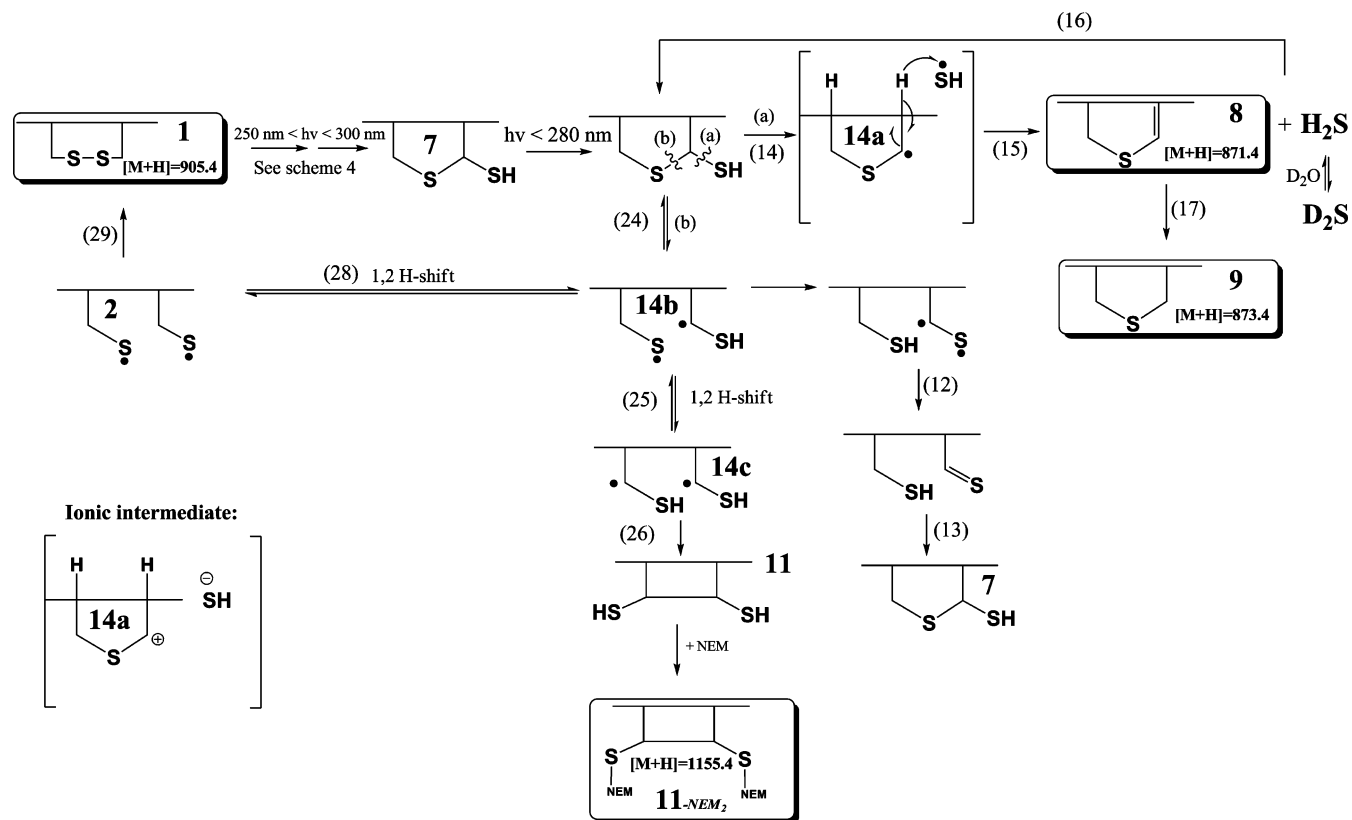 (16)
H H •SH
1
S-S
[M+H]=905.4
250 nm < hν < 300 nm
See scheme 4
7
S
SH
hν < 280 nm
(b) (a)
S
SH
(a)
(14)
14a
S
(15)
8
S
[M+H]=871.4
+ H₂S
D₂O
D₂S
(17)
(29)
(24) (b)
(28) 1,2 H-shift
2
S
S
14b
S
SH
SH
S
9
[M+H]=873.4
S
(25) 1,2 H-shift
(12)
14c
SH
SH
SH
S
Ionic intermediate:
(26)
(13)
H H
⊖
SH
14a
⊕
S
11
HS
SH
7
S
SH
+ NEM
S
[M+H]=1155.4
S
NEM
NEM
11-NEM₂